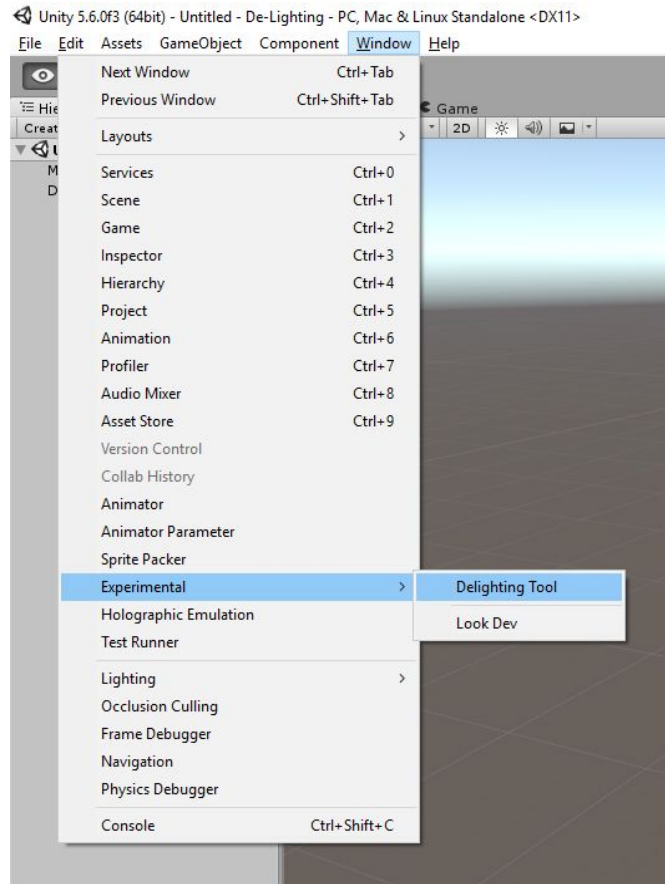 Unity 5.6.0f3 (64bit) - Untitled - De-Lighting - PC, Mac & Linux Standalone <DX11>
File Edit Assets GameObject Component Window Help
Next Window Ctrl+Tab
Previous Window Ctrl+Shift+Tab
Hie Game
Creat 2D
Layouts
Services Ctrl+0
Scene Ctrl+1
Game Ctrl+2
Inspector Ctrl+3
Hierarchy Ctrl+4
Project Ctrl+5
Animation Ctrl+6
Profiler Ctrl+7
Audio Mixer Ctrl+8
Asset Store Ctrl+9
Version Control
Collab History
Animator
Animator Parameter
Sprite Packer
Experimental
Delighting Tool
Look Dev
Holographic Emulation
Test Runner
Lighting
Occlusion Culling
Frame Debugger
Navigation
Physics Debugger
Console Ctrl+Shift+C